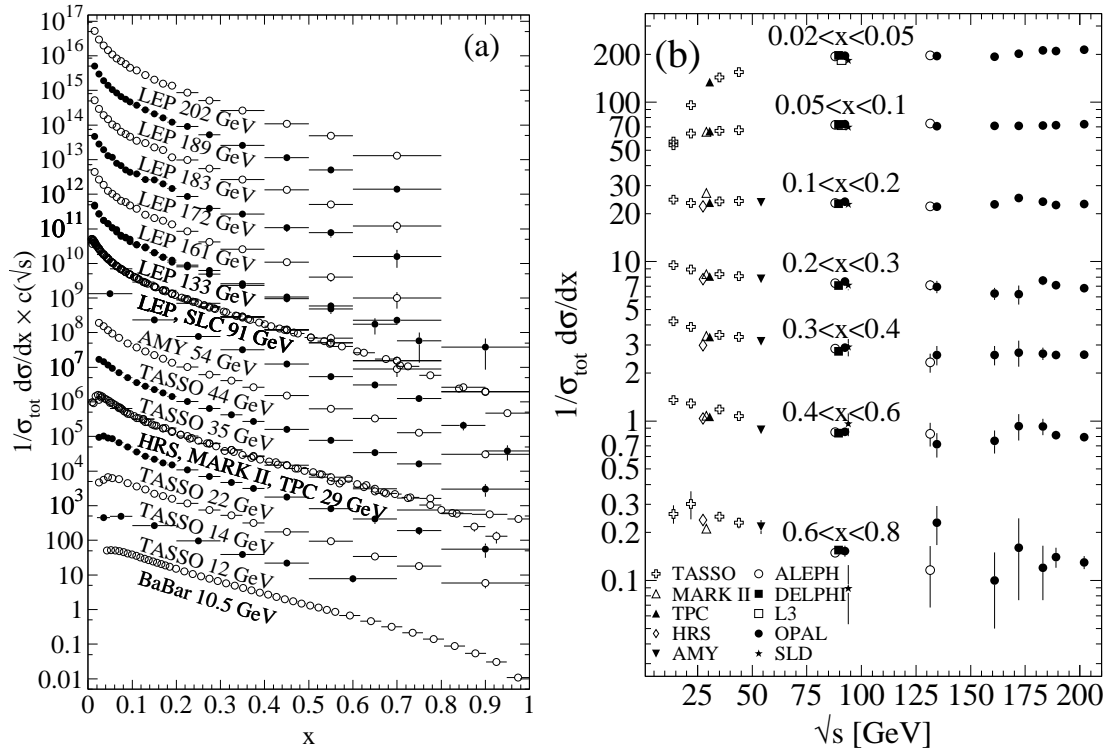 (a)
1/σtot dσ/dx × c(√s)
10^17
10^16
10^15
10^14
10^13
10^12
10^11
10^10
10^9
10^8
10^7
10^6
10^5
10^4
10^3
100
10
1
0.1
0.01
LEP 202 GeV
LEP 189 GeV
LEP 183 GeV
LEP 172 GeV
LEP 161 GeV
LEP 133 GeV
LEP, SLC 91 GeV
AMY 54 GeV
TASSO 44 GeV
TASSO 35 GeV
HRS, MARK II, TPC 29 GeV
TASSO 22 GeV
TASSO 14 GeV
TASSO 12 GeV
BaBar 10.5 GeV
0 0.1 0.2 0.3 0.4 0.5 0.6 0.7 0.8 0.9 1
x
(b)
1/σtot dσ/dx
200
100
70
50
30
20
10
7
5
3
2
1
0.7
0.5
0.3
0.2
0.1
0.02<x<0.05
0.05<x<0.1
0.1<x<0.2
0.2<x<0.3
0.3<x<0.4
0.4<x<0.6
0.6<x<0.8
TASSO ALEPH
MARK II DELPHI
TPC L3
HRS OPAL
AMY SLD
25 50 75 100 125 150 175 200
√s [GeV]